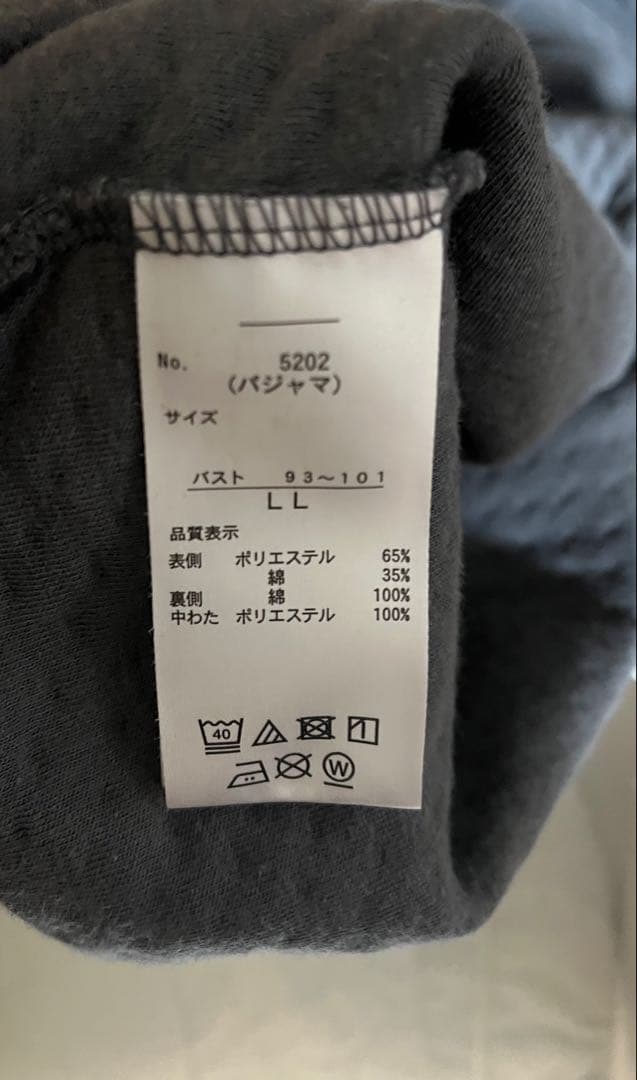 No. 5202
(パジャマ)
サイズ
バスト 93～101
LL
品質表示
表側 ポリエステル 65%
綿 35%
裏側 綿 100%
中わた ポリエステル 100%
40
W